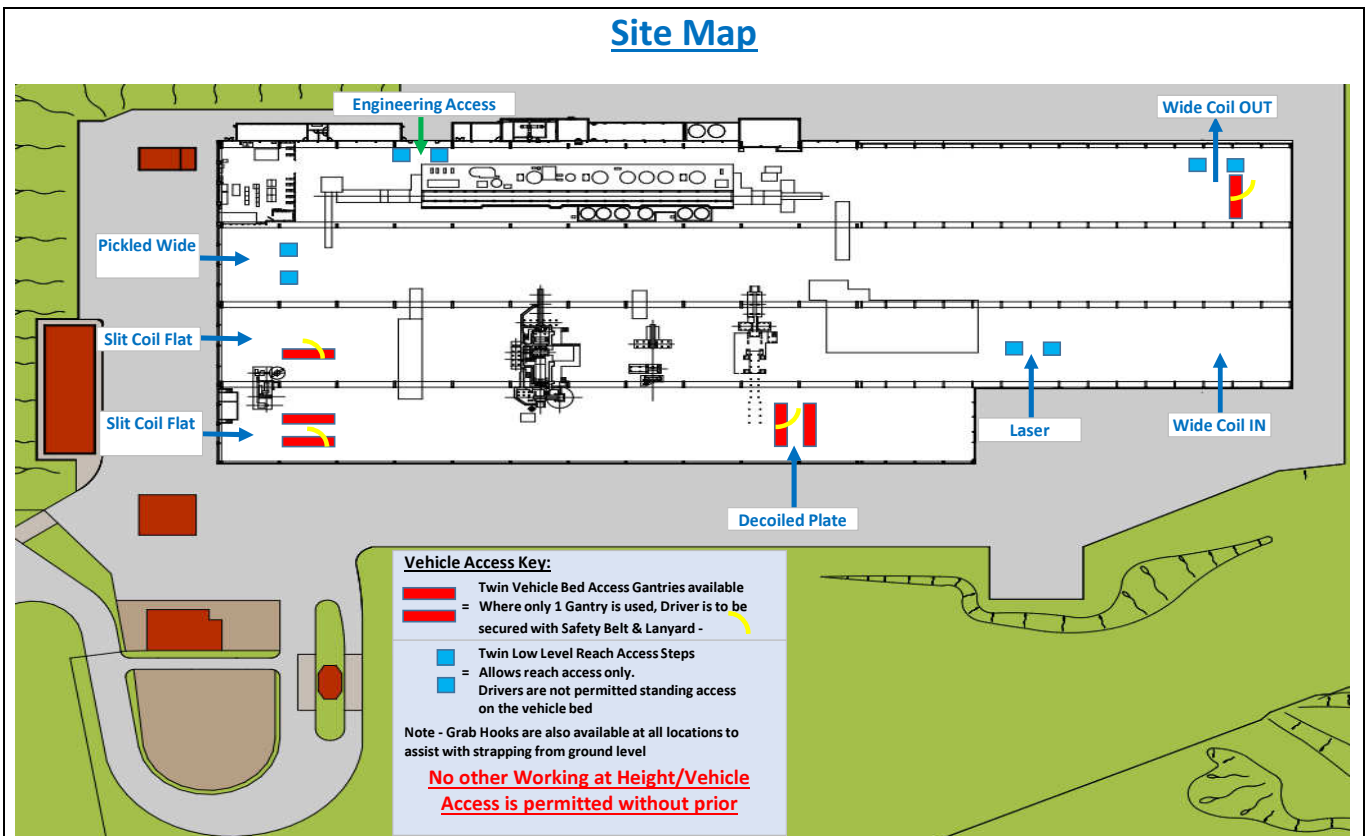 Site Map
Engineering Access
Wide Coil OUT
Pickled Wide
Slit Coil Flat
Slit Coil Flat
Laser
Wide Coil IN
Decoiled Plate
Vehicle Access Key:
Twin Vehicle Bed Access Gantries available
= Where only 1 Gantry is used, Driver is to be
secured with Safety Belt & Lanyard -
Twin Low Level Reach Access Steps
= Allows reach access only.
Drivers are not permitted standing access
on the vehicle bed
Note - Grab Hooks are also available at all locations to
assist with strapping from ground level
No other Working at Height/Vehicle
Access is permitted without prior